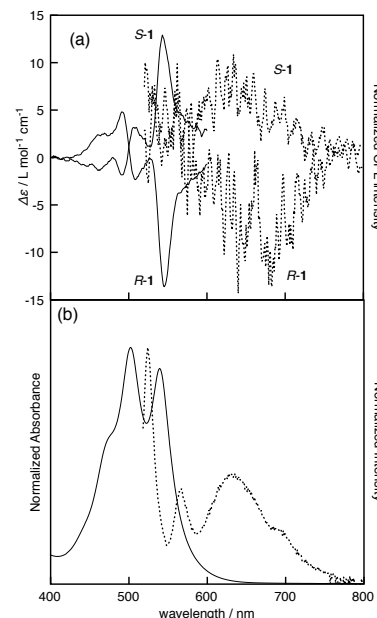 (a)
S-1
S-1
R-1
R-1
15
10
5
0
-5
-10
-15
Δε / L mol⁻¹ cm⁻¹
(b)
Normalized Absorbance
400 500 600 700 800
wavelength / nm